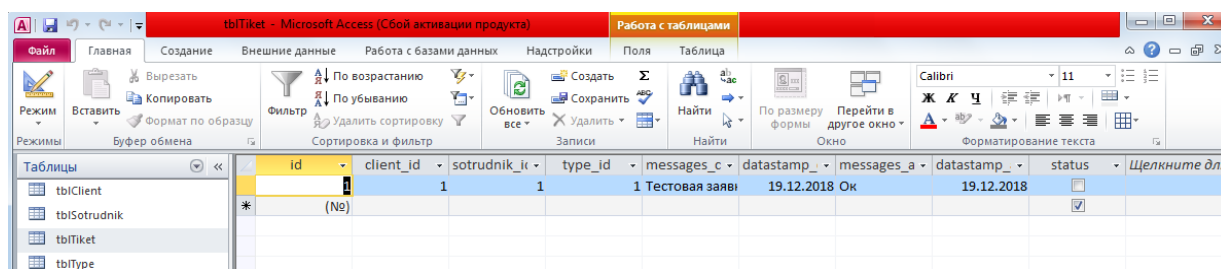 tblTiket - Microsoft Access (Сбой активации продукта) Работа с таблицами
Файл Главная Создание Внешние данные Работа с базами данных Надстройки Поля Таблица
Режим
Вставить
Вырезать
Копировать
Формат по образцу
Фильтр
По возрастанию
По убыванию
Удалить сортировку
Обновить
все
Создать
Сохранить
Удалить
Найти
По размеру
формы
Перейти в
другое окно
Calibri 11
Ж К Ч
Режимы Буфер обмена Сортировка и фильтр Записи Найти Окно Форматирование текста
Таблицы
tblClient
tblSotrudnik
tblTiket
tblType
id client_id sotrudnik_ic type_id messages_c datastamp_ messages_a datastamp_ status Щелкните дл
1 1 1 1 Тестовая заявк 19.12.2018 Ок 19.12.2018
(№)